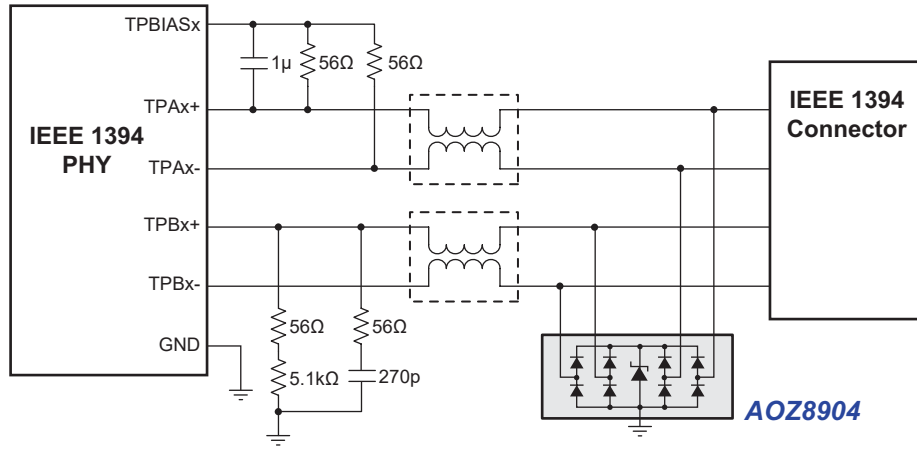 TPBIASx
1μ
56Ω
56Ω
TPAx+
IEEE 1394
PHY
TPAx-
TPBx+
TPBx-
GND
56Ω
56Ω
5.1kΩ
270p
IEEE 1394
Connector
AOZ8904